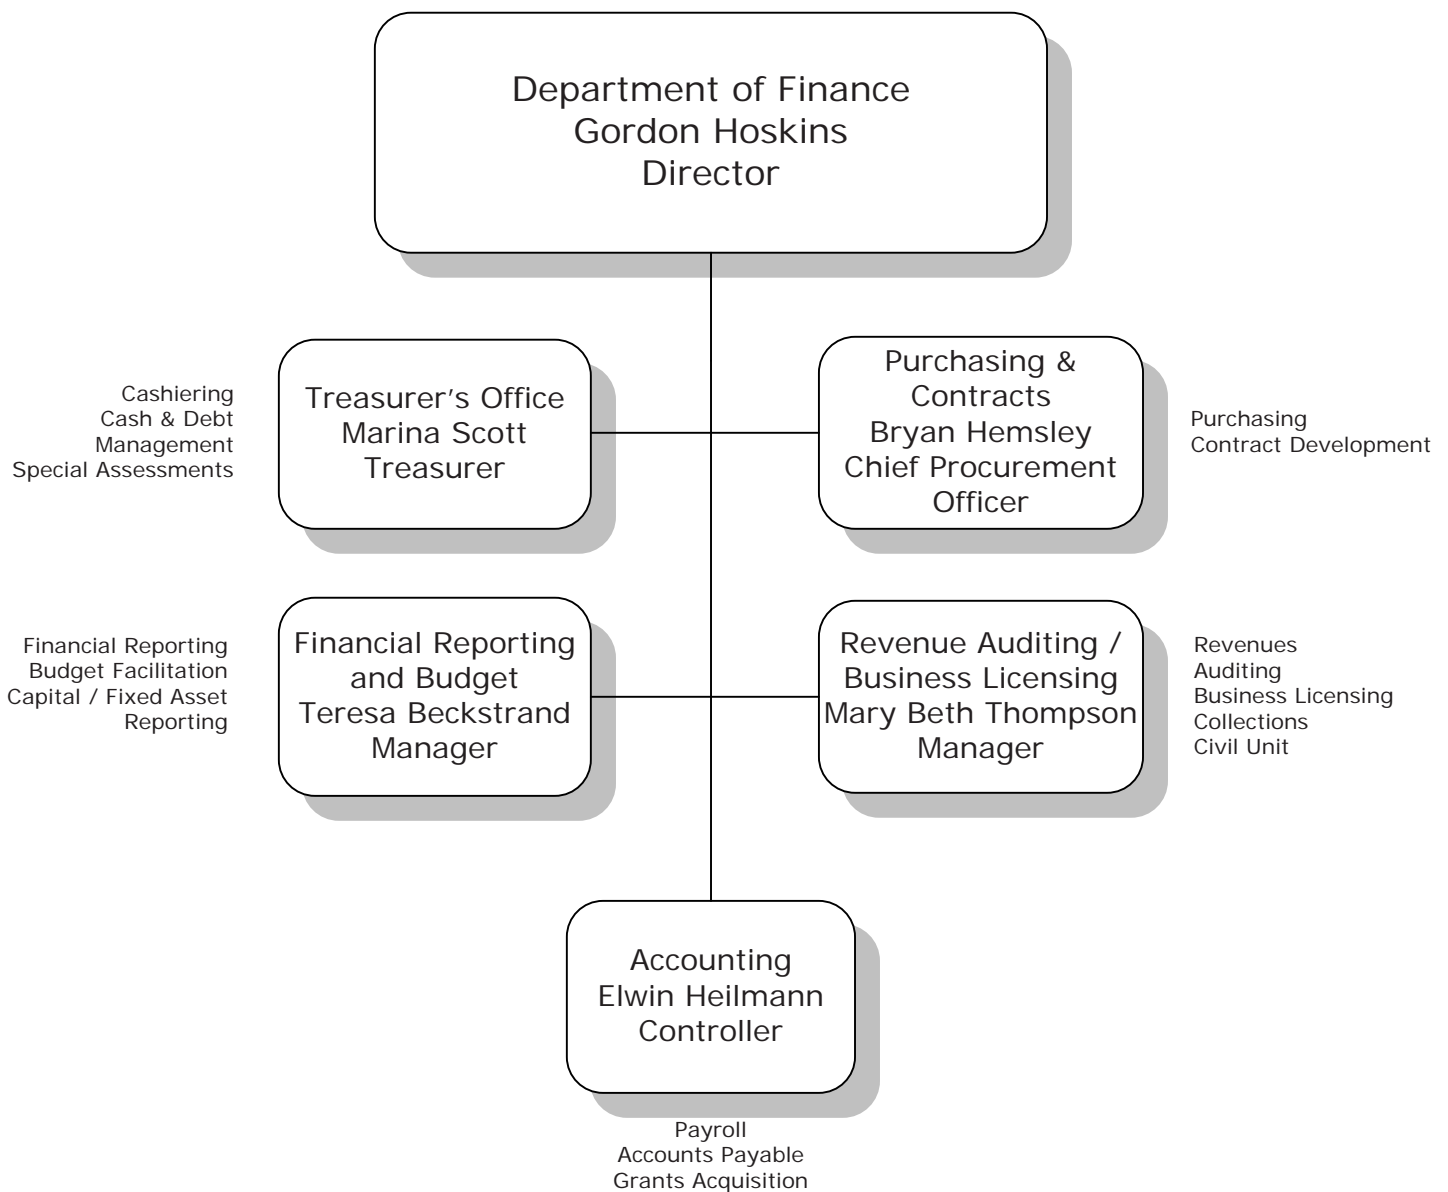 Department of Finance
Gordon Hoskins
Director
Cashiering
Cash & Debt
Management
Special Assessments
Treasurer's Office
Marina Scott
Treasurer
Purchasing &
Contracts
Bryan Hemsley
Chief Procurement
Officer
Purchasing
Contract Development
Financial Reporting
Budget Facilitation
Capital / Fixed Asset
Reporting
Financial Reporting
and Budget
Teresa Beckstrand
Manager
Revenue Auditing /
Business Licensing
Mary Beth Thompson
Manager
Revenues
Auditing
Business Licensing
Collections
Civil Unit
Accounting
Elwin Heilmann
Controller
Payroll
Accounts Payable
Grants Acquisition